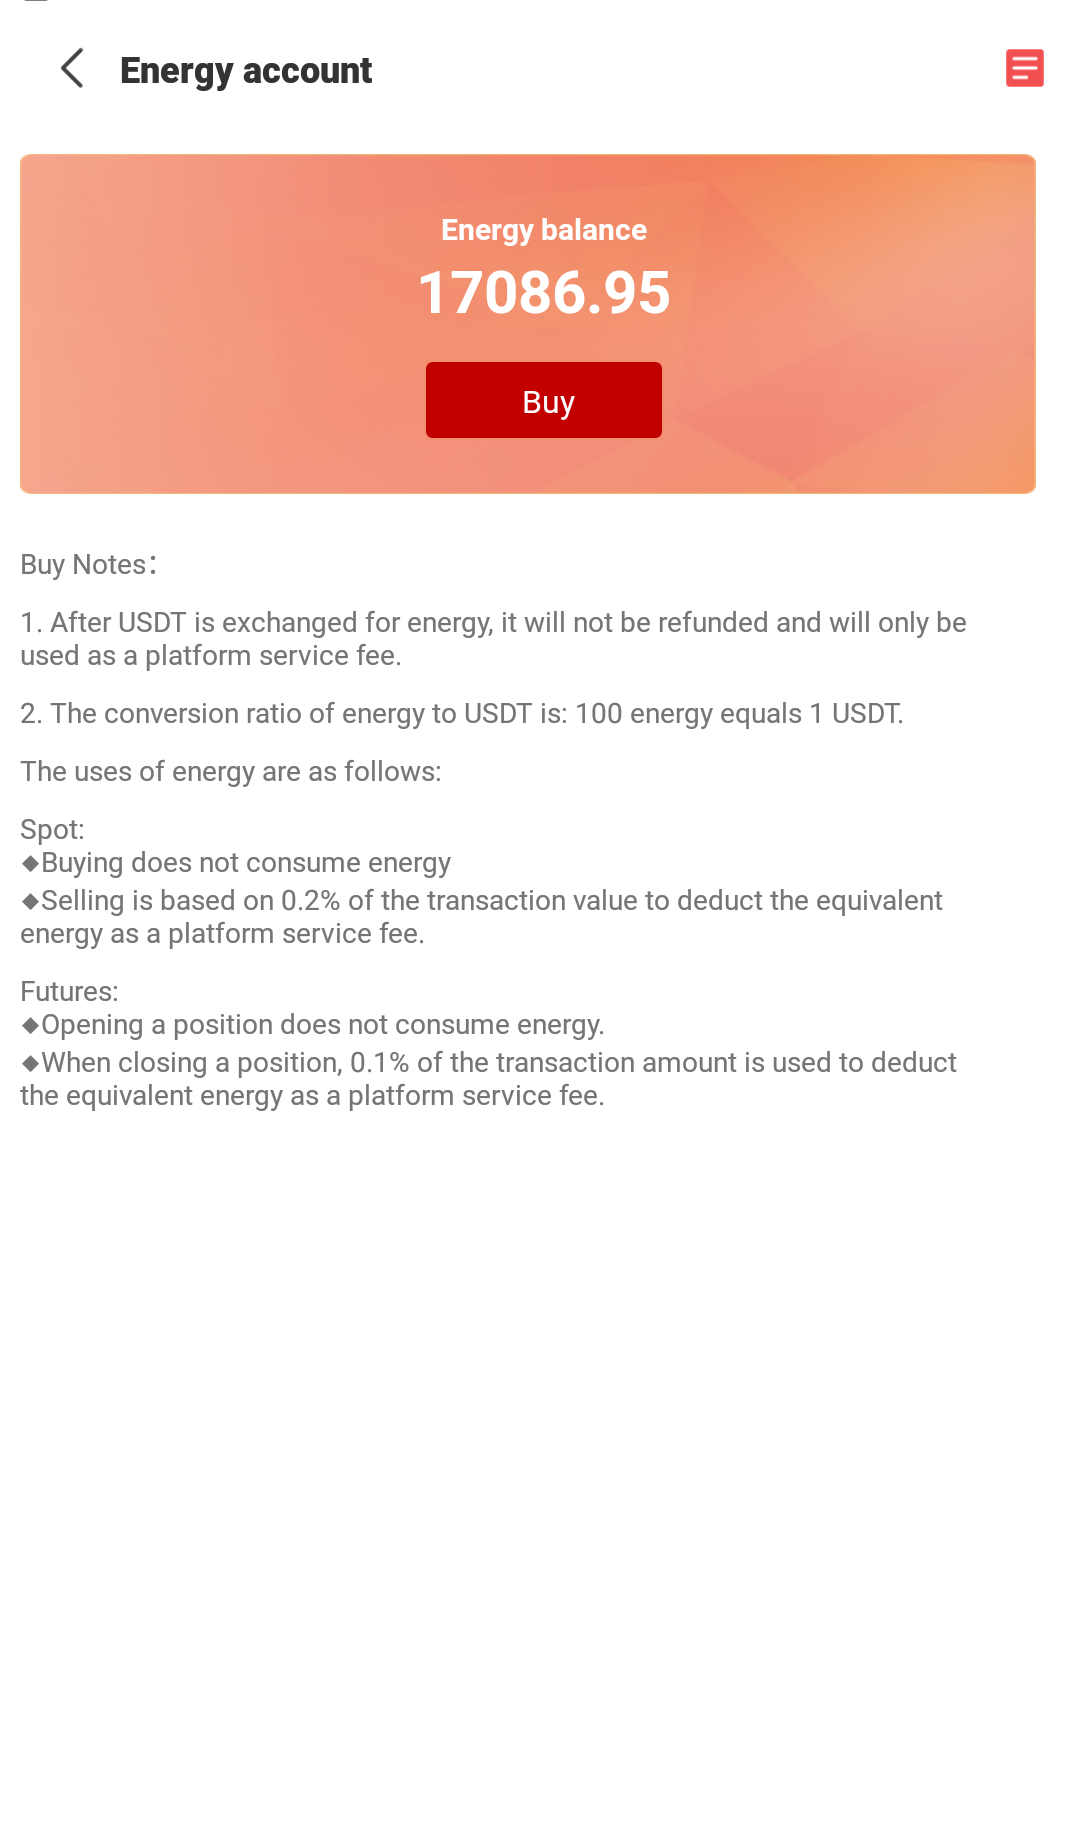 Energy account
Energy balance
17086.95
Buy
Buy Notes：
1. After USDT is exchanged for energy, it will not be refunded and will only be
used as a platform service fee.
2. The conversion ratio of energy to USDT is: 100 energy equals 1 USDT.
The uses of energy are as follows:
Spot:
◆Buying does not consume energy
◆Selling is based on 0.2% of the transaction value to deduct the equivalent
energy as a platform service fee.
Futures:
◆Opening a position does not consume energy.
◆When closing a position, 0.1% of the transaction amount is used to deduct
the equivalent energy as a platform service fee.